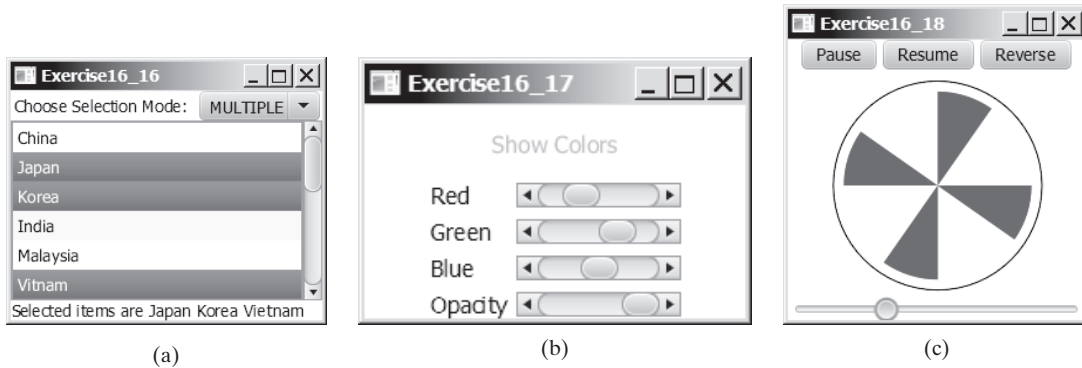 Exercise16_16
Choose Selection Mode: MULTIPLE
China
Japan
Korea
India
Malaysia
Vitnam
Selected items are Japan Korea Vietnam
(a)
Exercise16_17
Show Colors
Red
Green
Blue
Opacity
(b)
Exercise16_18
Pause Resume Reverse
(c)